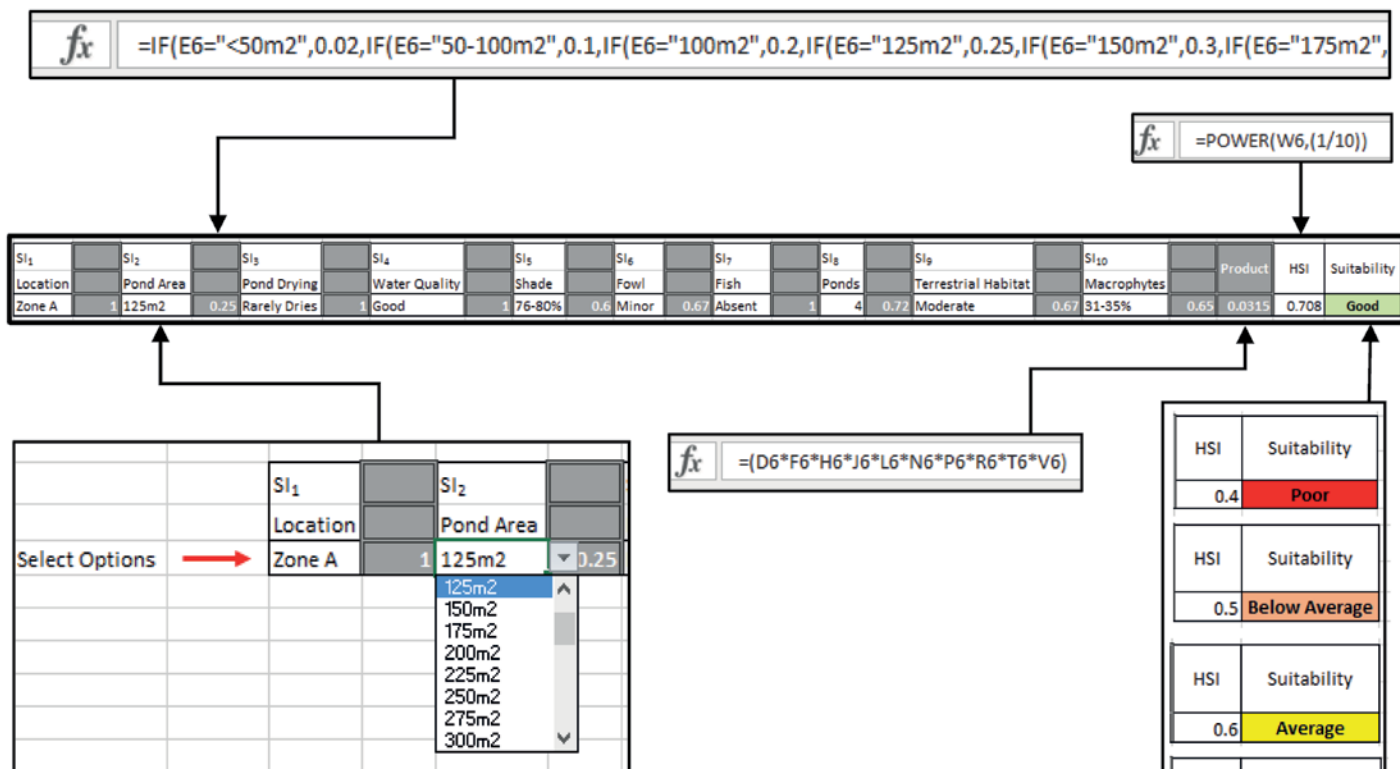 fx =IF(E6="<50m2",0.02,IF(E6="50-100m2",0.1,IF(E6="100m2",0.2,IF(E6="125m2",0.25,IF(E6="150m2",0.3,IF(E6="175m2",
fx =POWER(W6,(1/10))
SI₁ SI₂ SI₃ SI₄ SI₅ SI₆ SI₇ SI₈ SI₉ SI₁₀ Product HSI Suitability
Location Pond Area Pond Drying Water Quality Shade Fowl Fish Ponds Terrestrial Habitat Macrophytes
Zone A 1 125m2 0.25 Rarely Dries 1 Good 1 76-80% 0.6 Minor 0.67 Absent 1 4 0.72 Moderate 0.67 31-35% 0.65 0.0315 0.708 Good
fx =(D6*F6*H6*J6*L6*N6*P6*R6*T6*V6)
SI₁ SI₂
Location Pond Area
Select Options Zone A 1 125m2 0.25
125m2
150m2
175m2
200m2
225m2
250m2
275m2
300m2
HSI Suitability
0.4 Poor
HSI Suitability
0.5 Below Average
HSI Suitability
0.6 Average